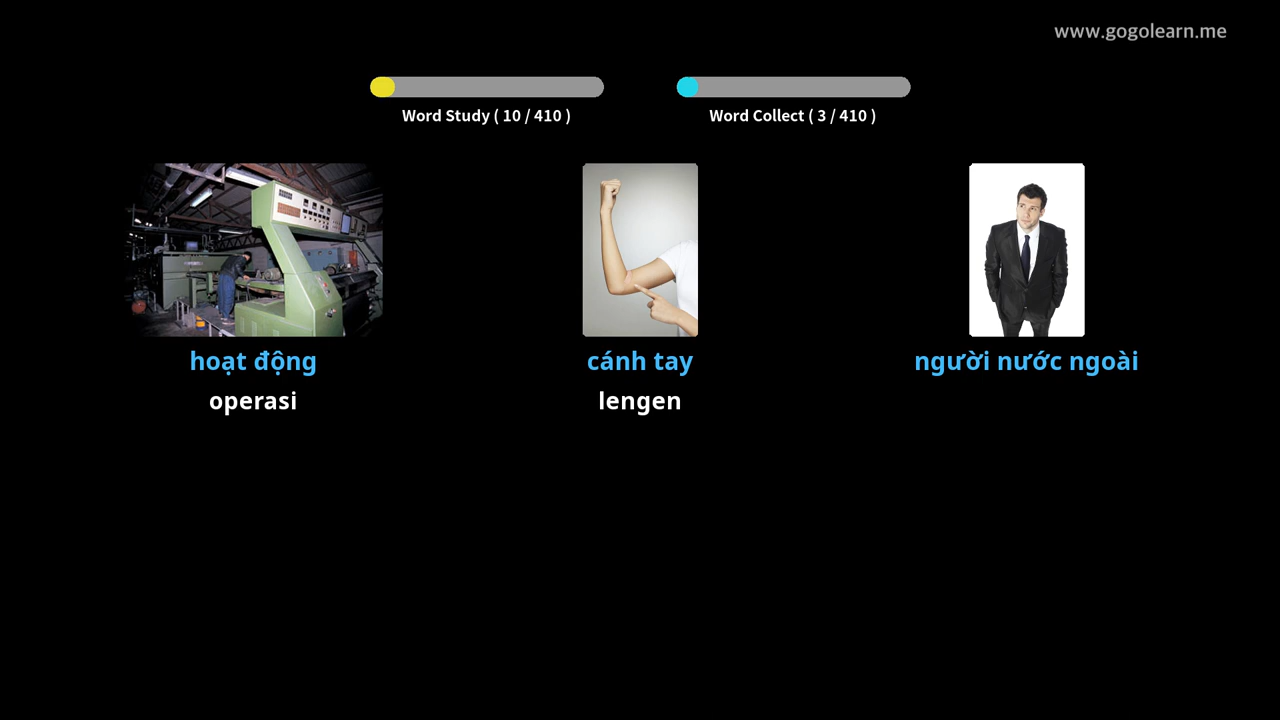 www.gogolearn.me
Word Study ( 10 / 410 )
Word Collect ( 3 / 410 )
hoạt động
operasi
cánh tay
lengen
người nước ngoài